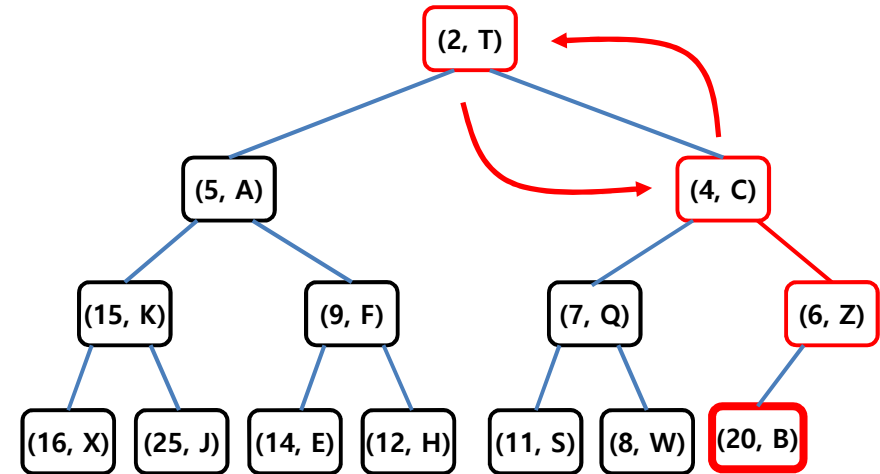 (2, T)
(5, A)
(4, C)
(15, K)
(9, F)
(7, Q)
(6, Z)
(16, X)
(25, J)
(14, E)
(12, H)
(11, S)
(8, W)
(20, B)